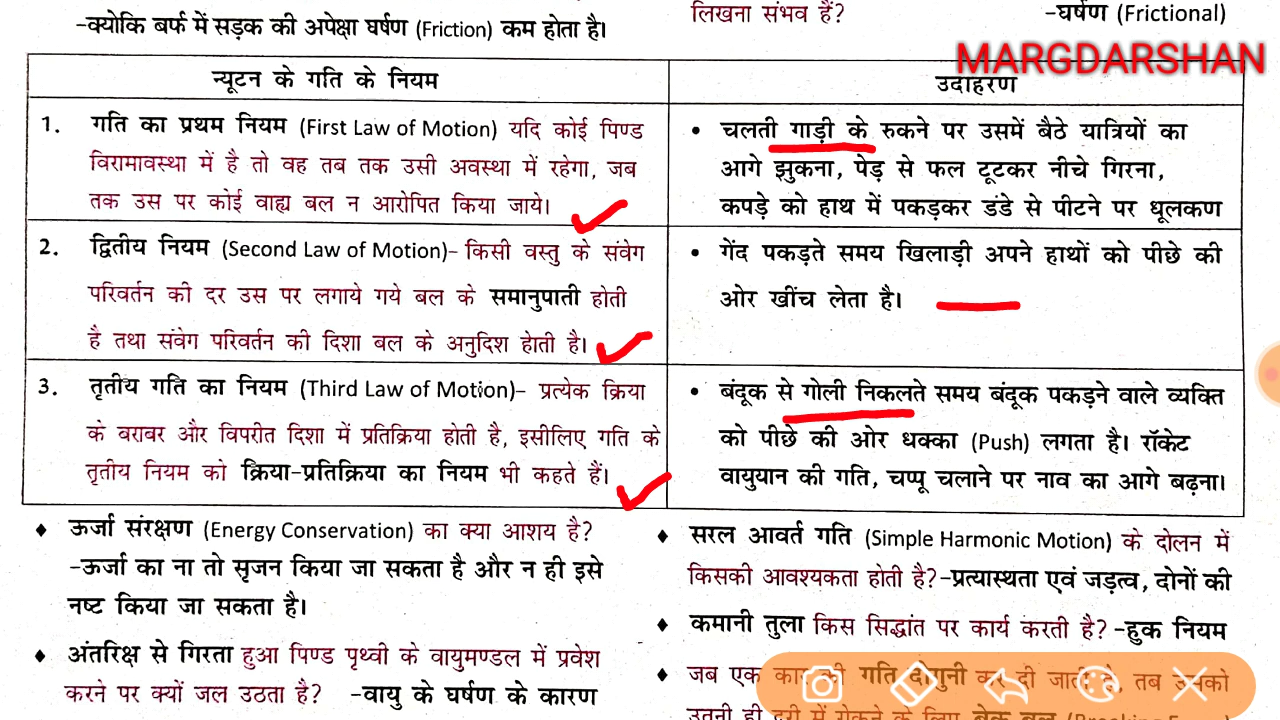 लिखना संभव हैं? -घर्षण (Frictional)
-क्योकि बर्फ में सड़क की अपेक्षा घर्षण (Friction) कम होता है।
MARGDARSHAN
न्यूटन के गति के नियम
उदाहरण
1. गति का प्रथम नियम (First Law of Motion) यदि कोई पिण्ड
विरामावस्था में है तो वह तब तक उसी अवस्था में रहेगा, जब
तक उस पर कोई वाह्य बल न आरोपित किया जाये।
• चलती गाड़ी के रुकने पर उसमें बैठे यात्रियों का
आगे झुकना, पेड़ से फल टूटकर नीचे गिरना,
कपड़े को हाथ में पकड़कर डंडे से पीटने पर धूलकण
2. द्वितीय नियम (Second Law of Motion)- किसी वस्तु के संवेग
परिवर्तन की दर उस पर लगाये गये बल के समानुपाती होती
है तथा संवेग परिवर्तन की दिशा बल के अनुदिश होती है।
• गेंद पकड़ते समय खिलाड़ी अपने हाथों को पीछे की
ओर खींच लेता है।
3. तृतीय गति का नियम (Third Law of Motion)- प्रत्येक क्रिया
के बराबर और विपरीत दिशा में प्रतिक्रिया होती है, इसीलिए गति के
तृतीय नियम को क्रिया-प्रतिक्रिया का नियम भी कहते हैं।
• बंदूक से गोली निकलते समय बंदूक पकड़ने वाले व्यक्ति
को पीछे की ओर धक्का (Push) लगता है। रॉकेट
वायुयान की गति, चप्पू चलाने पर नाव का आगे बढ़ना।
♦ ऊर्जा संरक्षण (Energy Conservation) का क्या आशय है?
-ऊर्जा का ना तो सृजन किया जा सकता है और न ही इसे
नष्ट किया जा सकता है।
♦ अंतरिक्ष से गिरता हुआ पिण्ड पृथ्वी के वायुमण्डल में प्रवेश
करने पर क्यों जल उठता है? -वायु के घर्षण के कारण
♦ सरल आवर्त गति (Simple Harmonic Motion) के दोलन में
किसकी आवश्यकता होती है?-प्रत्यास्थता एवं जड़त्व, दोनों की
♦ कमानी तुला किस सिद्धांत पर कार्य करती है? -हुक नियम
♦ जब एक कार की गति दोगुनी कर दी जाती है, तब उसको